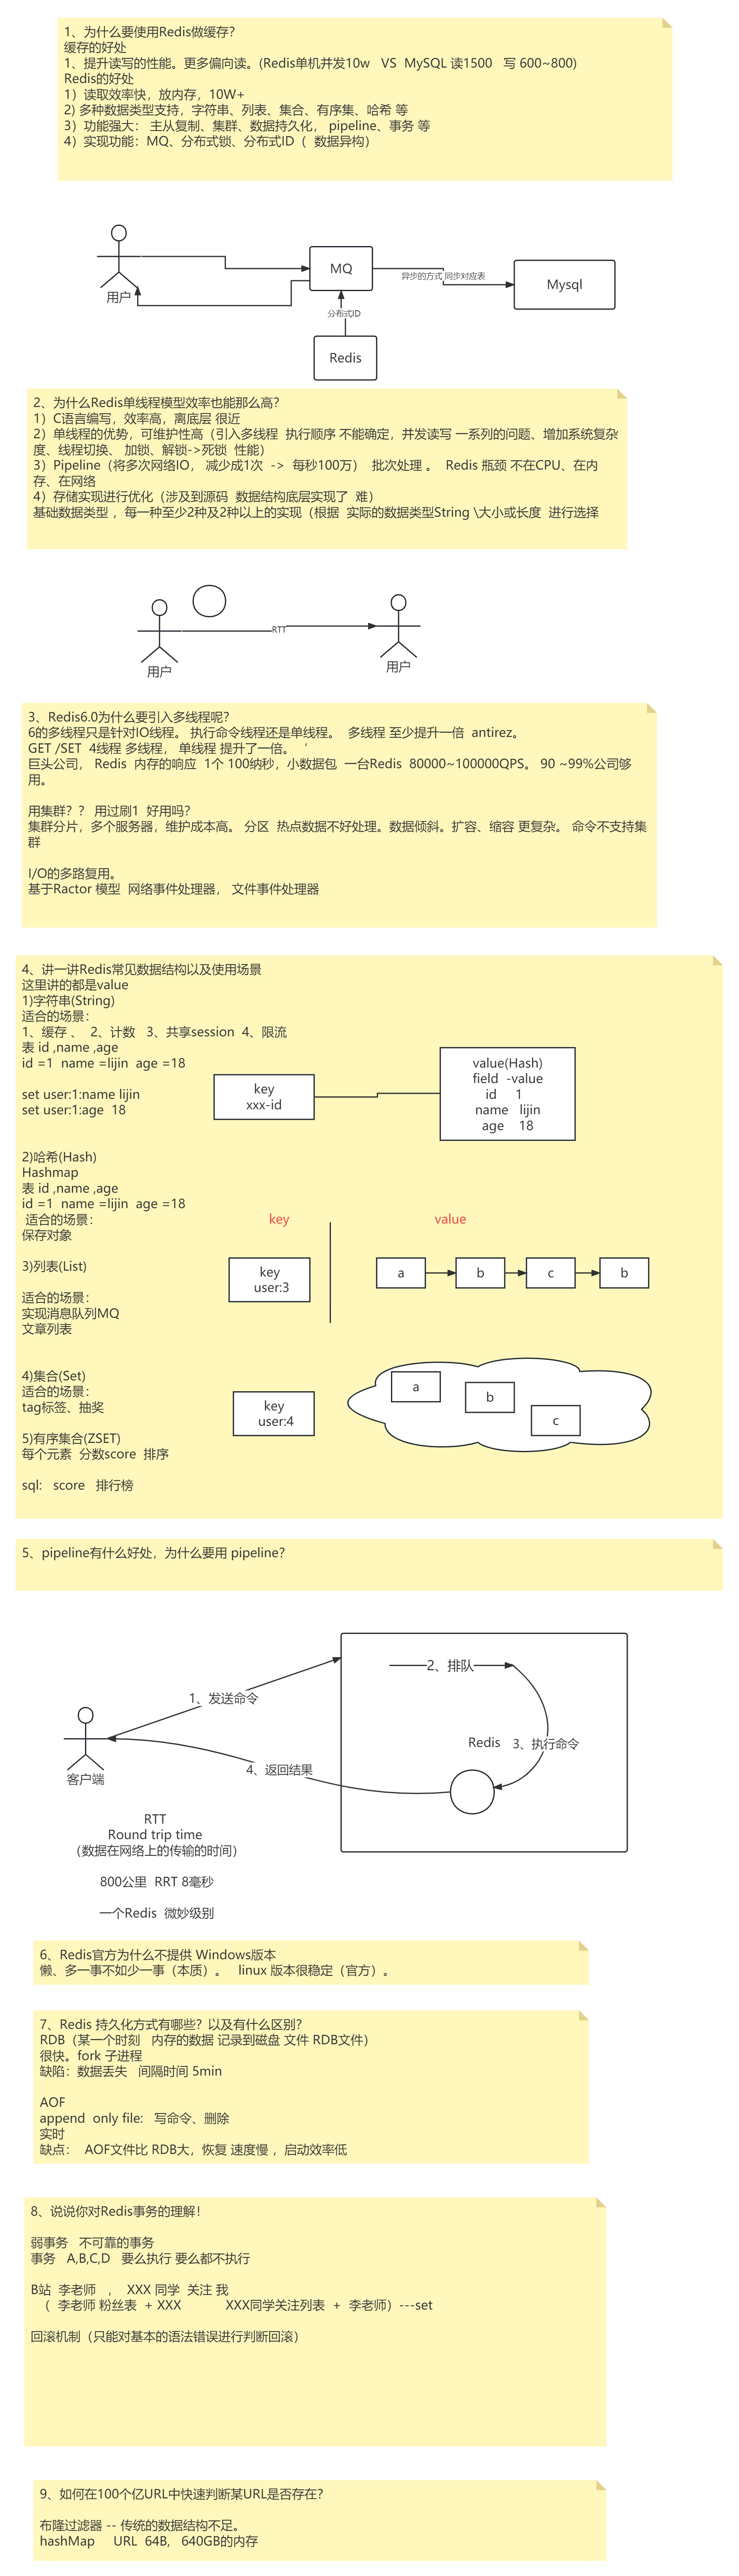 1、为什么要使用Redis做缓存?
缓存的好处
1、提升读写的性能。更多偏向读。(Redis单机并发10w VS MySQL 读1500 写 600~800)
Redis的好处
1）读取效率快，放内存，10W+
2) 多种数据类型支持，字符串、列表、集合、有序集、哈希 等
3）功能强大： 主从复制、集群、数据持久化， pipeline、事务 等
4）实现功能：MQ、分布式锁、分布式ID（ 数据异构）
用户
MQ
异步的方式 同步对应表
Mysql
分布式ID
Redis
2、为什么Redis单线程模型效率也能那么高?
1）C语言编写，效率高，离底层 很近
2）单线程的优势，可维护性高（引入多线程 执行顺序 不能确定，并发读写 一系列的问题、增加系统复杂
度、线程切换、 加锁、解锁->死锁 性能）
3）Pipeline（将多次网络IO， 减少成1次 -> 每秒100万） 批次处理 。 Redis 瓶颈 不在CPU、在内
存、在网络
4）存储实现进行优化（涉及到源码 数据结构底层实现了 难）
基础数据类型 ，每一种至少2种及2种以上的实现（根据 实际的数据类型String \大小或长度 进行选择
用户
RTT
用户
3、Redis6.0为什么要引入多线程呢?
6的多线程只是针对IO线程。 执行命令线程还是单线程。 多线程 至少提升一倍 antirez。
GET /SET 4线程 多线程， 单线程 提升了一倍。 ‘
巨头公司， Redis 内存的响应 1个 100纳秒，小数据包 一台Redis 80000~100000QPS。 90 ~99%公司够
用。
用集群？？ 用过刷1 好用吗?
集群分片，多个服务器，维护成本高。 分区 热点数据不好处理。数据倾斜。扩容、缩容 更复杂。 命令不支持集
群
I/O的多路复用。
基于Ractor 模型 网络事件处理器， 文件事件处理器
4、讲一讲Redis常见数据结构以及使用场景
这里讲的都是value
1)字符串(String)
适合的场景：
1、缓存 、 2、计数 3、共享session 4、限流
表 id ,name ,age
id =1 name =lijin age =18
set user:1:name lijin
set user:1:age 18
key
xxx-id
value(Hash)
field -value
id 1
name lijin
age 18
2)哈希(Hash)
Hashmap
表 id ,name ,age
id =1 name =lijin age =18
适合的场景：
保存对象
key
value
3)列表(List)
适合的场景：
实现消息队列MQ
文章列表
key
user:3
a
b
c
b
4)集合(Set)
适合的场景：
tag标签、抽奖
key
user:4
a
b
c
5)有序集合(ZSET)
每个元素 分数score 排序
sql: score 排行榜
5、pipeline有什么好处，为什么要用 pipeline?
2、排队
1、发送命令
Redis
3、执行命令
4、返回结果
客户端
RTT
Round trip time
（数据在网络上的传输的时间）
800公里 RRT 8毫秒
一个Redis 微妙级别
6、Redis官方为什么不提供 Windows版本
懒、多一事不如少一事（本质）。 linux 版本很稳定（官方）。
7、Redis 持久化方式有哪些？以及有什么区别?
RDB（某一个时刻 内存的数据 记录到磁盘 文件 RDB文件）
很快。fork 子进程
缺陷：数据丢失 间隔时间 5min
AOF
append only file: 写命令、删除
实时
缺点： AOF文件比 RDB大，恢复 速度慢 ，启动效率低
8、说说你对Redis事务的理解!
弱事务 不可靠的事务
事务 A,B,C,D 要么执行 要么都不执行
B站 李老师 ， XXX 同学 关注 我
（ 李老师 粉丝表 + XXX XXX同学关注列表 + 李老师）---set
回滚机制（只能对基本的语法错误进行判断回滚）
9、如何在100个亿URL中快速判断某URL是否存在?
布隆过滤器 -- 传统的数据结构不足。
hashMap URL 64B, 640GB的内存